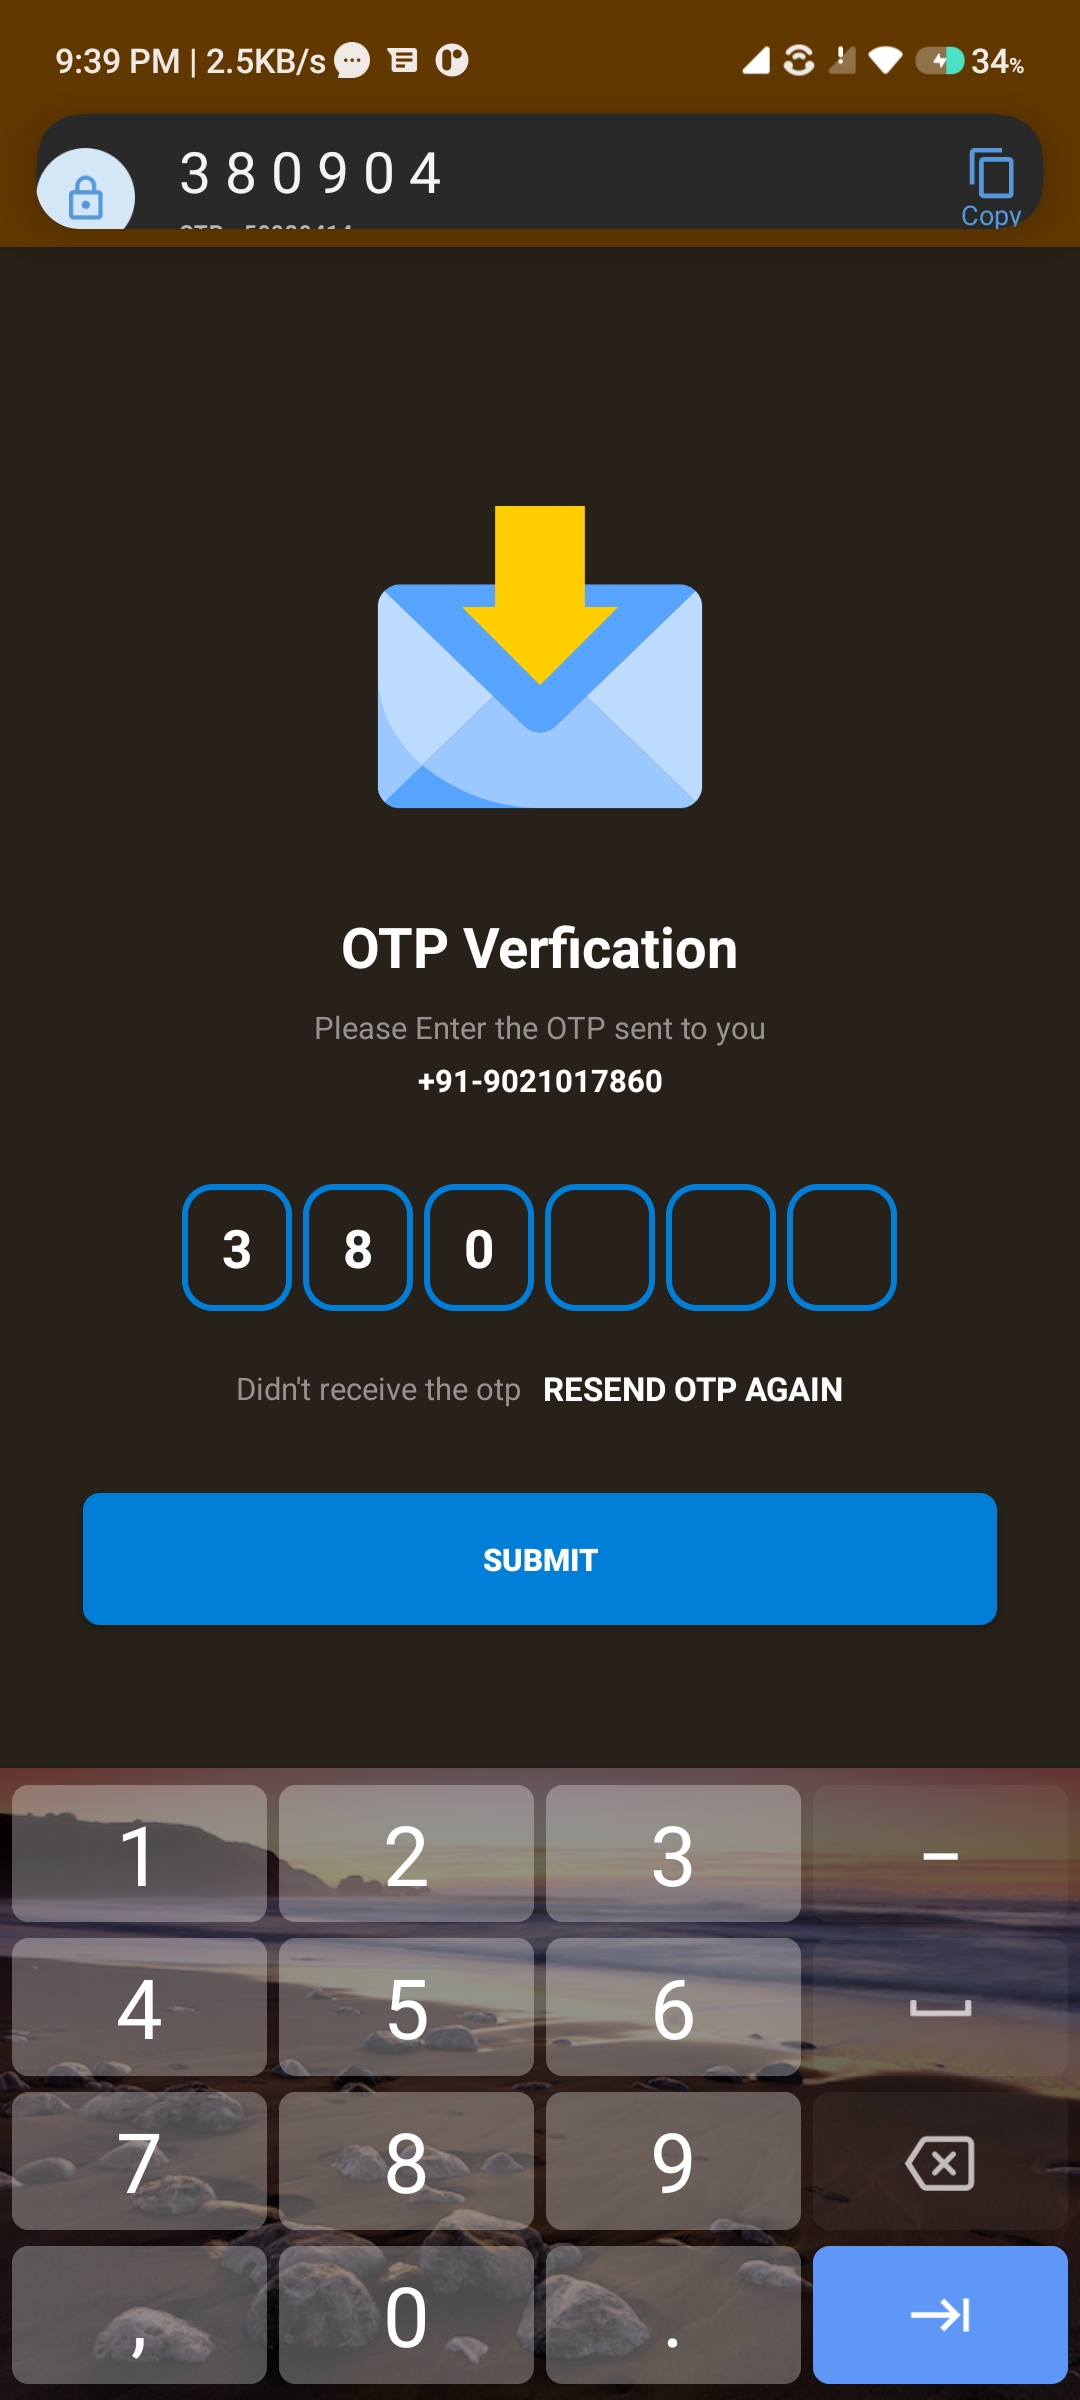 9:39 PM | 2.5KB/s 34%
380904
Copy
OTP Verfication
Please Enter the OTP sent to you
+91-9021017860
3 8 0
Didn't receive the otp RESEND OTP AGAIN
SUBMIT
1 2 3 –
4 5 6
7 8 9
, 0 .